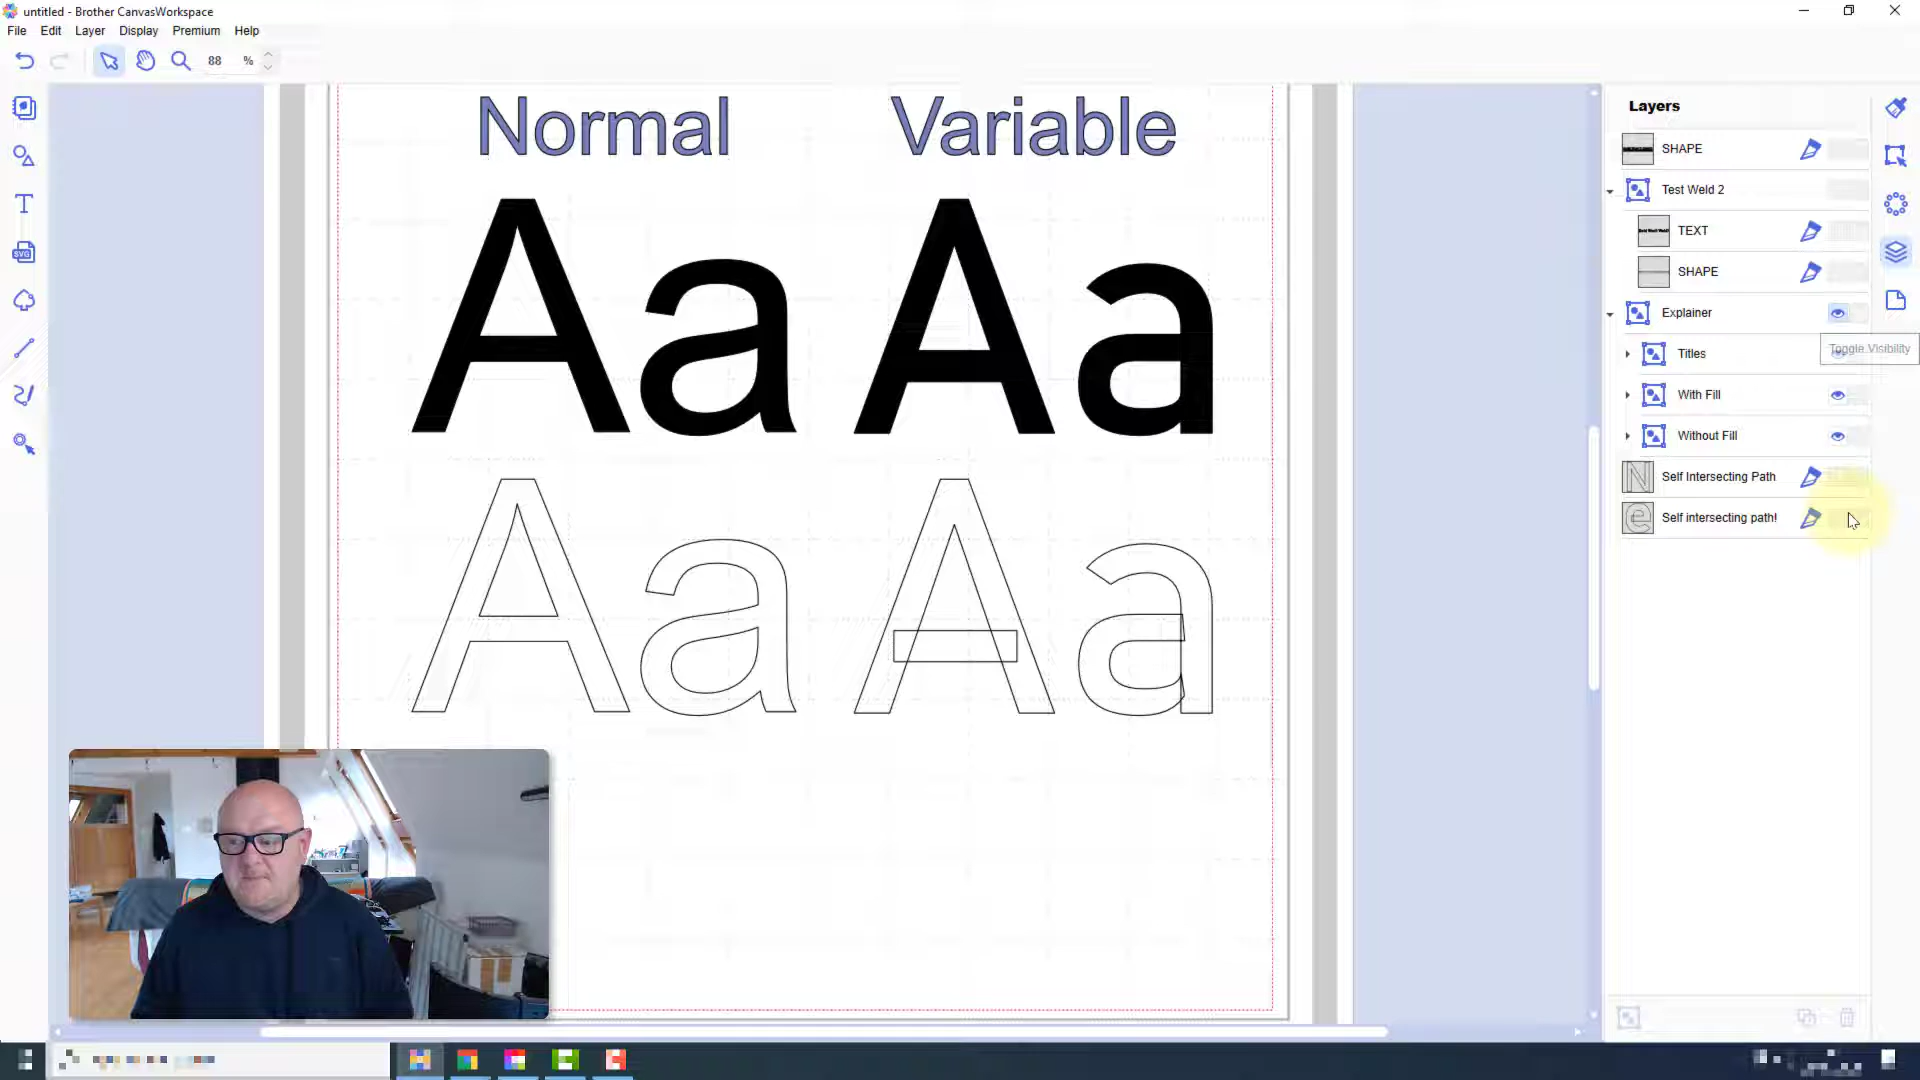 untitled - Brother CanvasWorkspace
File Edit Layer Display Premium Help
88 %
Normal Variable
Aa Aa
Aa Aa
Layers
SHAPE
Test Weld 2
TEXT
SHAPE
Explainer
Toggle Visibility
Titles
With Fill
Without Fill
Self Intersecting Path
Self intersecting path!
SVG
T
N
e